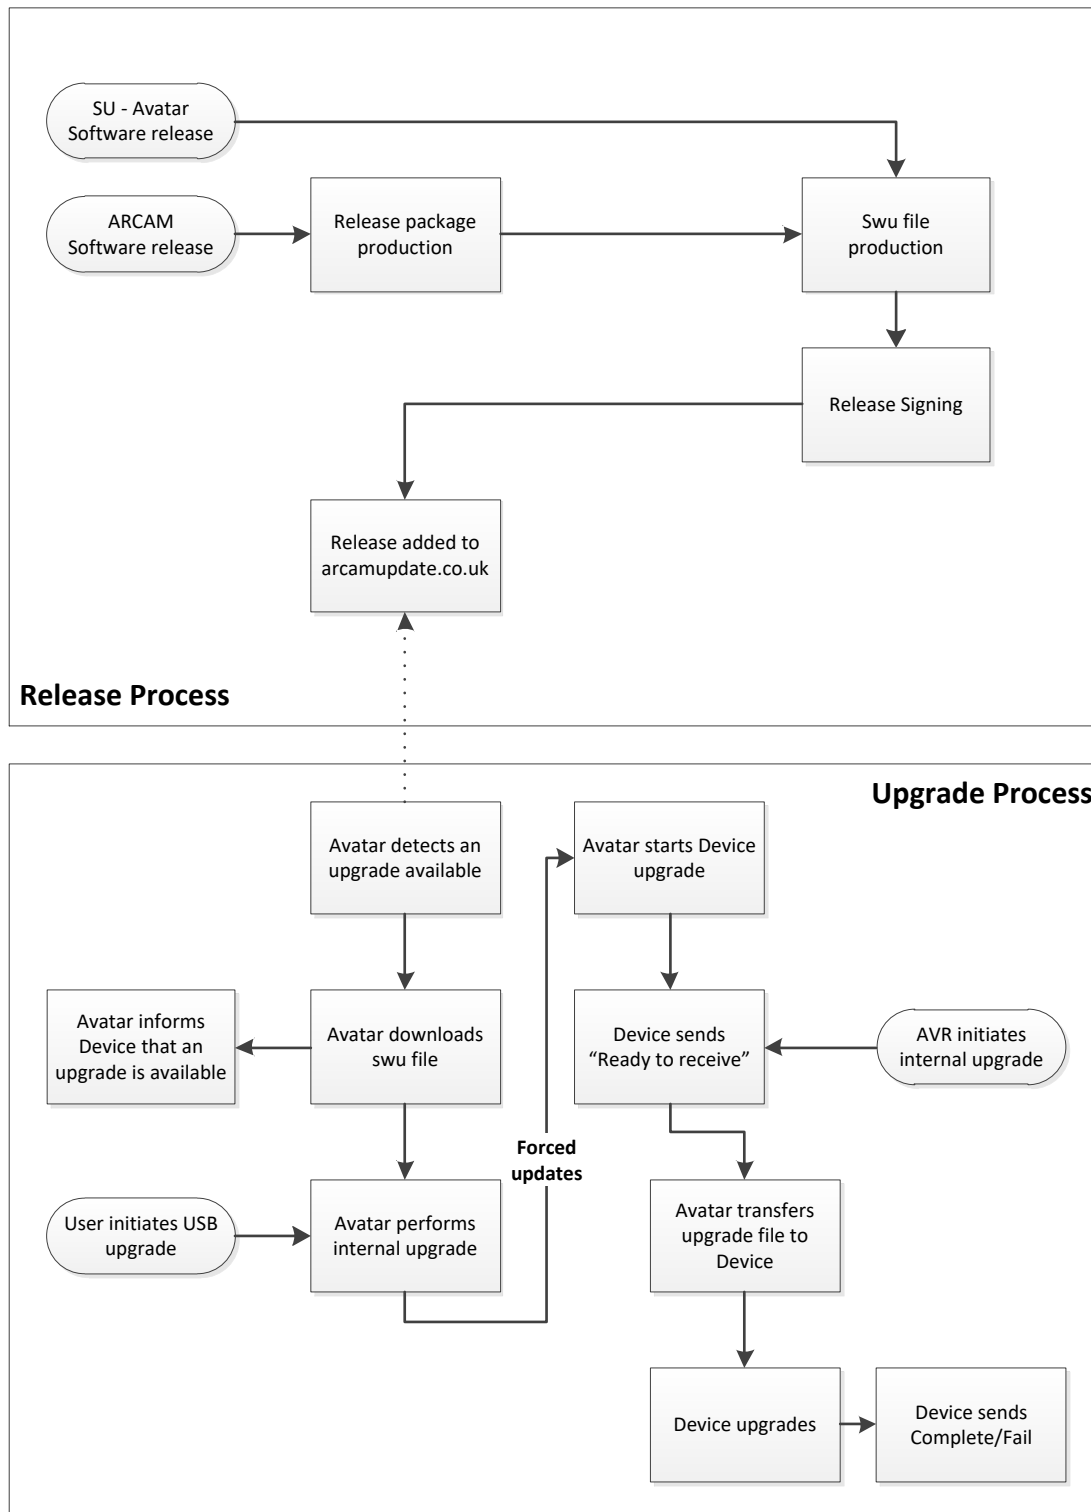 SU - Avatar
Software release
ARCAM
Software release
Release package
production
Swu file
production
Release Signing
Release added to
arcamupdate.co.uk
Release Process
Upgrade Process
Avatar detects an
upgrade available
Avatar starts Device
upgrade
Avatar informs
Device that an
upgrade is available
Avatar downloads
swu file
Device sends
“Ready to receive”
AVR initiates
internal upgrade
Forced
updates
User initiates USB
upgrade
Avatar performs
internal upgrade
Avatar transfers
upgrade file to
Device
Device upgrades
Device sends
Complete/Fail